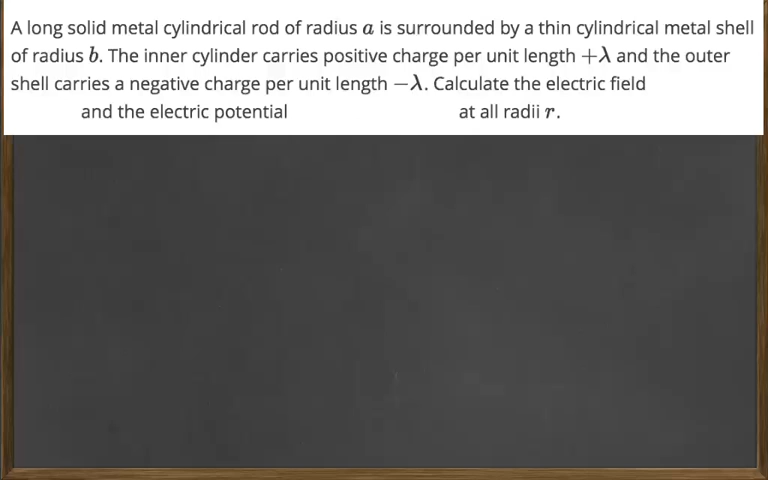 A long solid metal cylindrical rod of radius a is surrounded by a thin cylindrical metal shell
of radius b. The inner cylinder carries positive charge per unit length +λ and the outer
shell carries a negative charge per unit length −λ. Calculate the electric field
and the electric potential at all radii r.